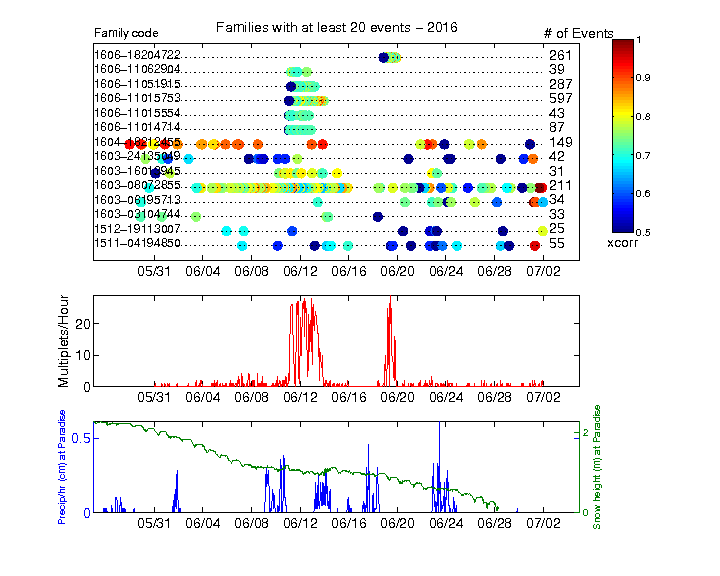 Families with at least 20 events − 2016
Family code
# of Events
1606−18204722 261
1606−11062904 39
1606−11051915 287
1606−11015753 597
1606−11015554 43
1606−11014714 87
149
1603−24135049 42
31
1603−08072855 211
1603−06195713 34
1603−03104744 33
1512−19113007 25
1511−04194850 55
05/31 06/04 06/08 06/12 06/16 06/20 06/24 06/28 07/02
1
0.9
0.8
0.7
0.6
0.5
xcorr
Multiplets/Hour
20
10
0
05/31 06/04 06/08 06/12 06/16 06/20 06/24 06/28 07/02
Precip/hr (cm) at Paradise
0.5
0
2
0
Snow height (m) at Paradise
05/31 06/04 06/08 06/12 06/16 06/20 06/24 06/28 07/02